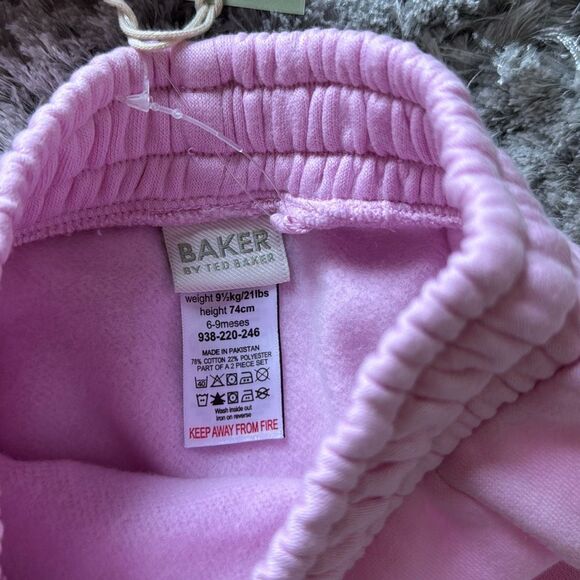 BAKER
BY TED BAKER
weight 9½kg/21lbs
height 74cm
6-9meses
938-220-246
MADE IN PAKISTAN
78% COTTON 22% POLYESTER
PART OF A 2 PIECE SET
40
Wash inside out
Iron on reverse
KEEP AWAY FROM FIRE